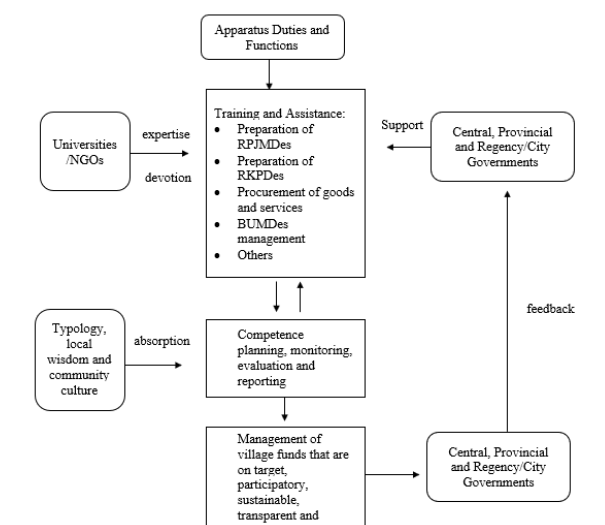 Apparatus Duties and
Functions
Training and Assistance:
• Preparation of
RPJMDes
• Preparation of
RKPDes
• Procurement of goods
and services
• BUMDes
management
• Others
Universities
/NGOs
expertise
devotion
Support
Central, Provincial
and Regency/City
Governments
feedback
Typology,
local
wisdom and
community
culture
absorption
Competence
planning, monitoring,
evaluation and
reporting
Management of
village funds that are
on target,
participatory,
sustainable,
transparent and
Central, Provincial
and Regency/City
Governments